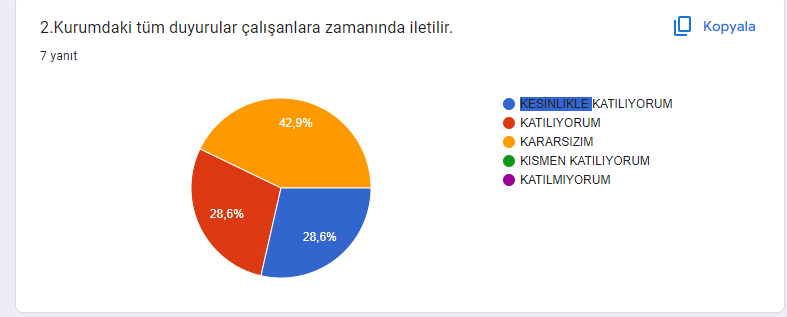 2.Kurumdaki tüm duyurular çalışanlara zamanında iletilir.
Kopyala
7 yanıt
42,9%
28,6%
28,6%
KESİNLİKLE KATILIYORUM
KATILIYORUM
KARARSIZIM
KISMEN KATILIYORUM
KATILMIYORUM